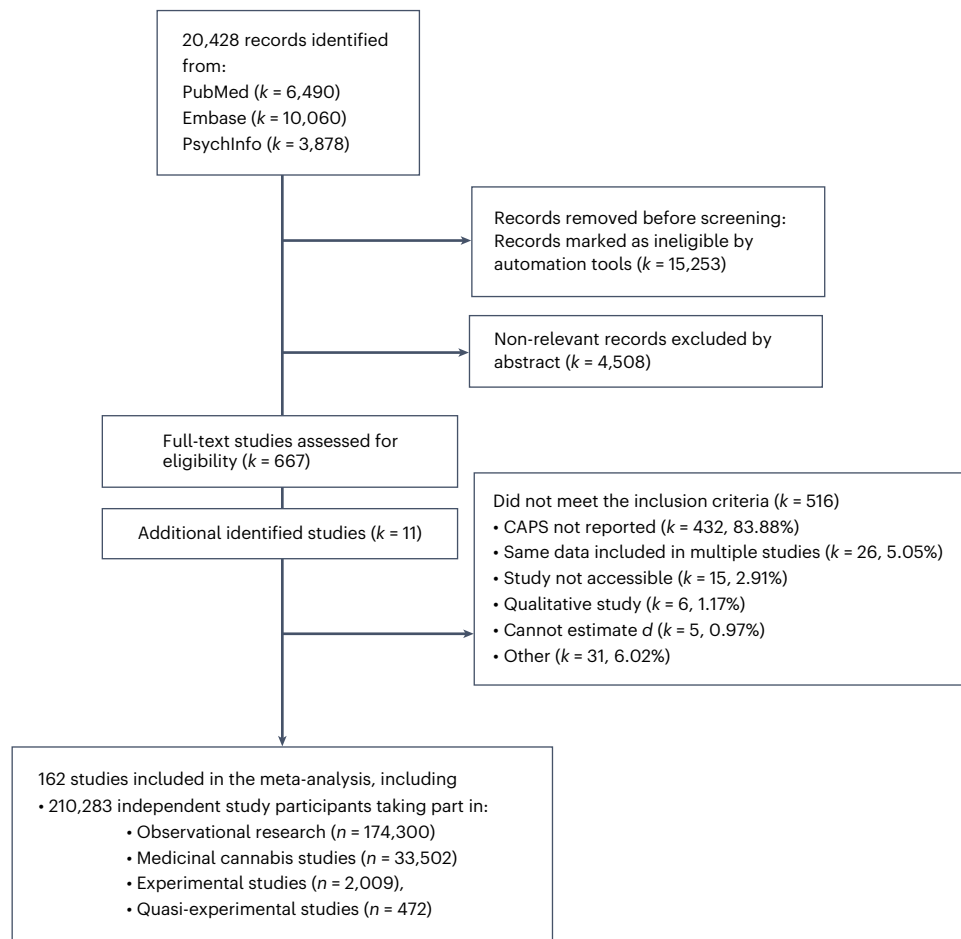 20,428 records identified
from:
PubMed (k = 6,490)
Embase (k = 10,060)
PsychInfo (k = 3,878)
Records removed before screening:
Records marked as ineligible by
automation tools (k = 15,253)
Non-relevant records excluded by
abstract (k = 4,508)
Full-text studies assessed for
eligibility (k = 667)
Additional identified studies (k = 11)
Did not meet the inclusion criteria (k = 516)
• CAPS not reported (k = 432, 83.88%)
• Same data included in multiple studies (k = 26, 5.05%)
• Study not accessible (k = 15, 2.91%)
• Qualitative study (k = 6, 1.17%)
• Cannot estimate d (k = 5, 0.97%)
• Other (k = 31, 6.02%)
162 studies included in the meta-analysis, including
• 210,283 independent study participants taking part in:
• Observational research (n = 174,300)
• Medicinal cannabis studies (n = 33,502)
• Experimental studies (n = 2,009),
• Quasi-experimental studies (n = 472)